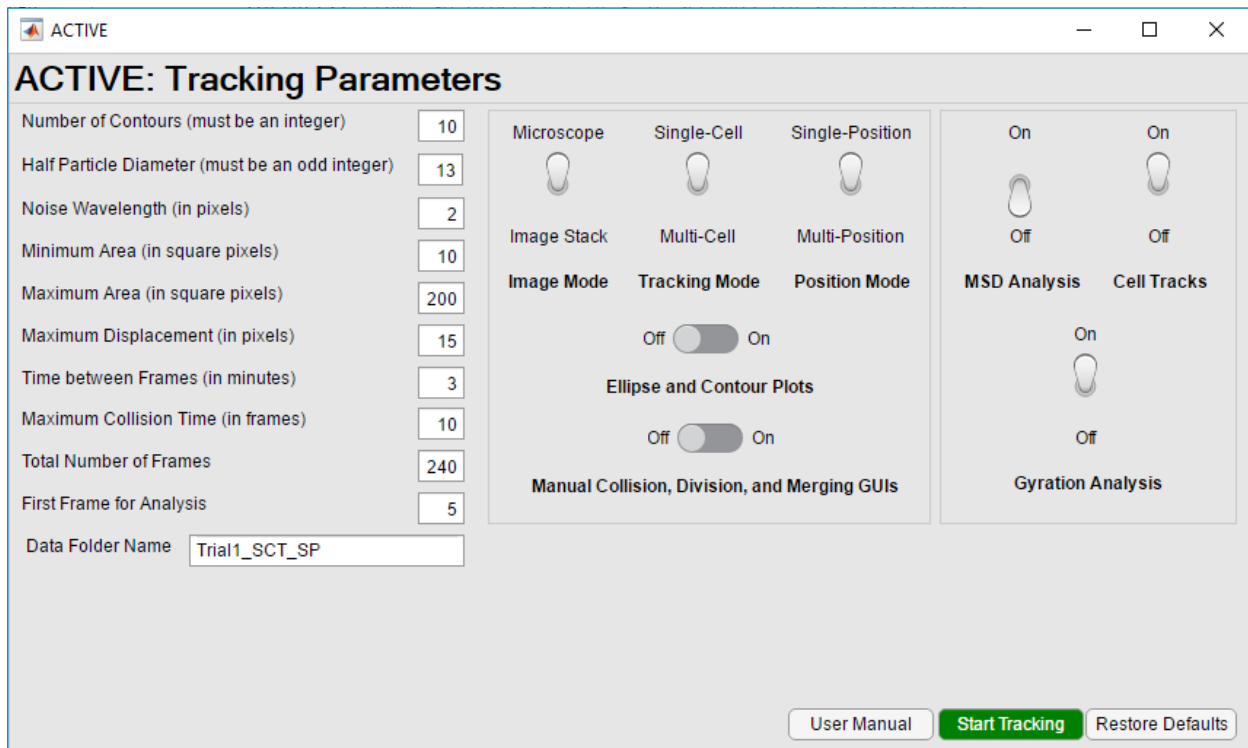 ACTIVE
ACTIVE: Tracking Parameters
Number of Contours (must be an integer) 10
Half Particle Diameter (must be an odd integer) 13
Noise Wavelength (in pixels) 2
Minimum Area (in square pixels) 10
Maximum Area (in square pixels) 200
Maximum Displacement (in pixels) 15
Time between Frames (in minutes) 3
Maximum Collision Time (in frames) 10
Total Number of Frames 240
First Frame for Analysis 5
Data Folder Name Trial1_SCT_SP
Microscope Single-Cell Single-Position
Image Stack Multi-Cell Multi-Position
Image Mode Tracking Mode Position Mode
Off On
Ellipse and Contour Plots
Off On
Manual Collision, Division, and Merging GUIs
On On
Off Off
MSD Analysis Cell Tracks
On
Off
Gyration Analysis
User Manual Start Tracking Restore Defaults